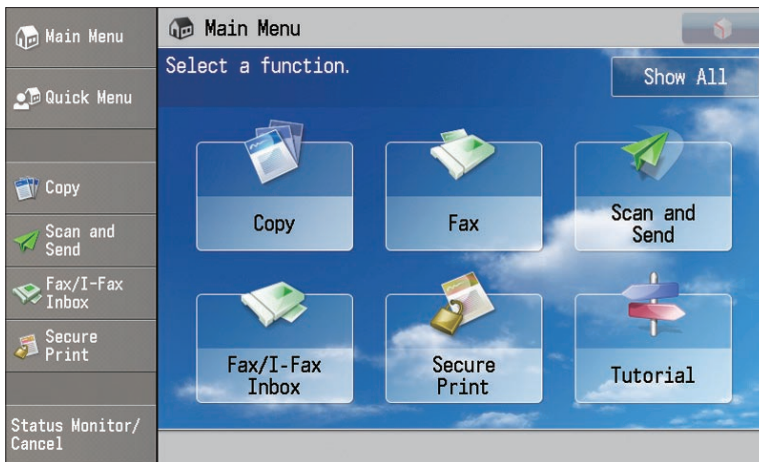 Main Menu
Quick Menu
Copy
Scan and
Send
Fax/I-Fax
Inbox
Secure
Print
Status Monitor/
Cancel
Main Menu
Select a function.
Show All
Copy
Fax
Scan and
Send
Fax/I-Fax
Inbox
Secure
Print
Tutorial